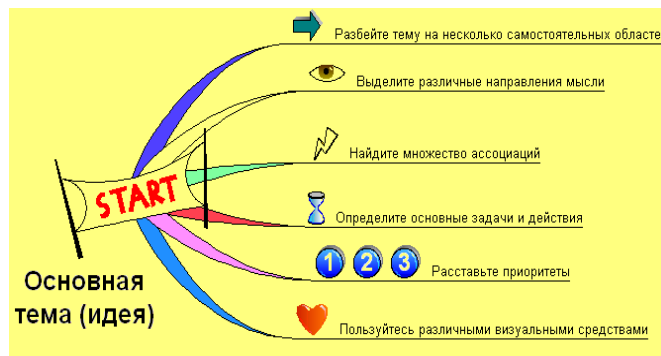 Разбейте тему на несколько самостоятельных областе
Выделите различные направления мысли
Найдите множество ассоциаций
START
Определите основные задачи и действия
1 2 3 Расставьте приоритеты
Основная
тема (идея)
Пользуйтесь различными визуальными средствами